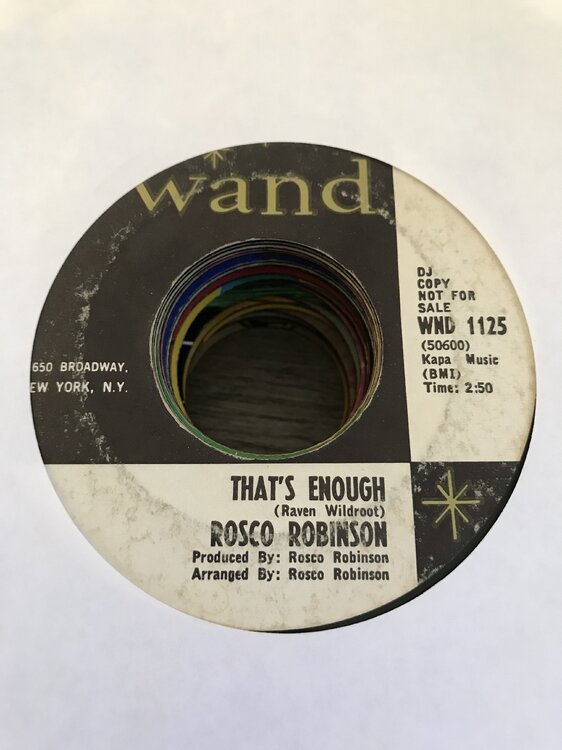 wand
DJ
COPY
NOT FOR
SALE
WND 1125
(50600)
Kapa Music
(BMI)
Time: 2:50
650 BROADWAY,
EW YORK, N.Y.
THAT'S ENOUGH
(Raven Wildroot)
ROSCO ROBINSON
Produced By: Rosco Robinson
Arranged By: Rosco Robinson